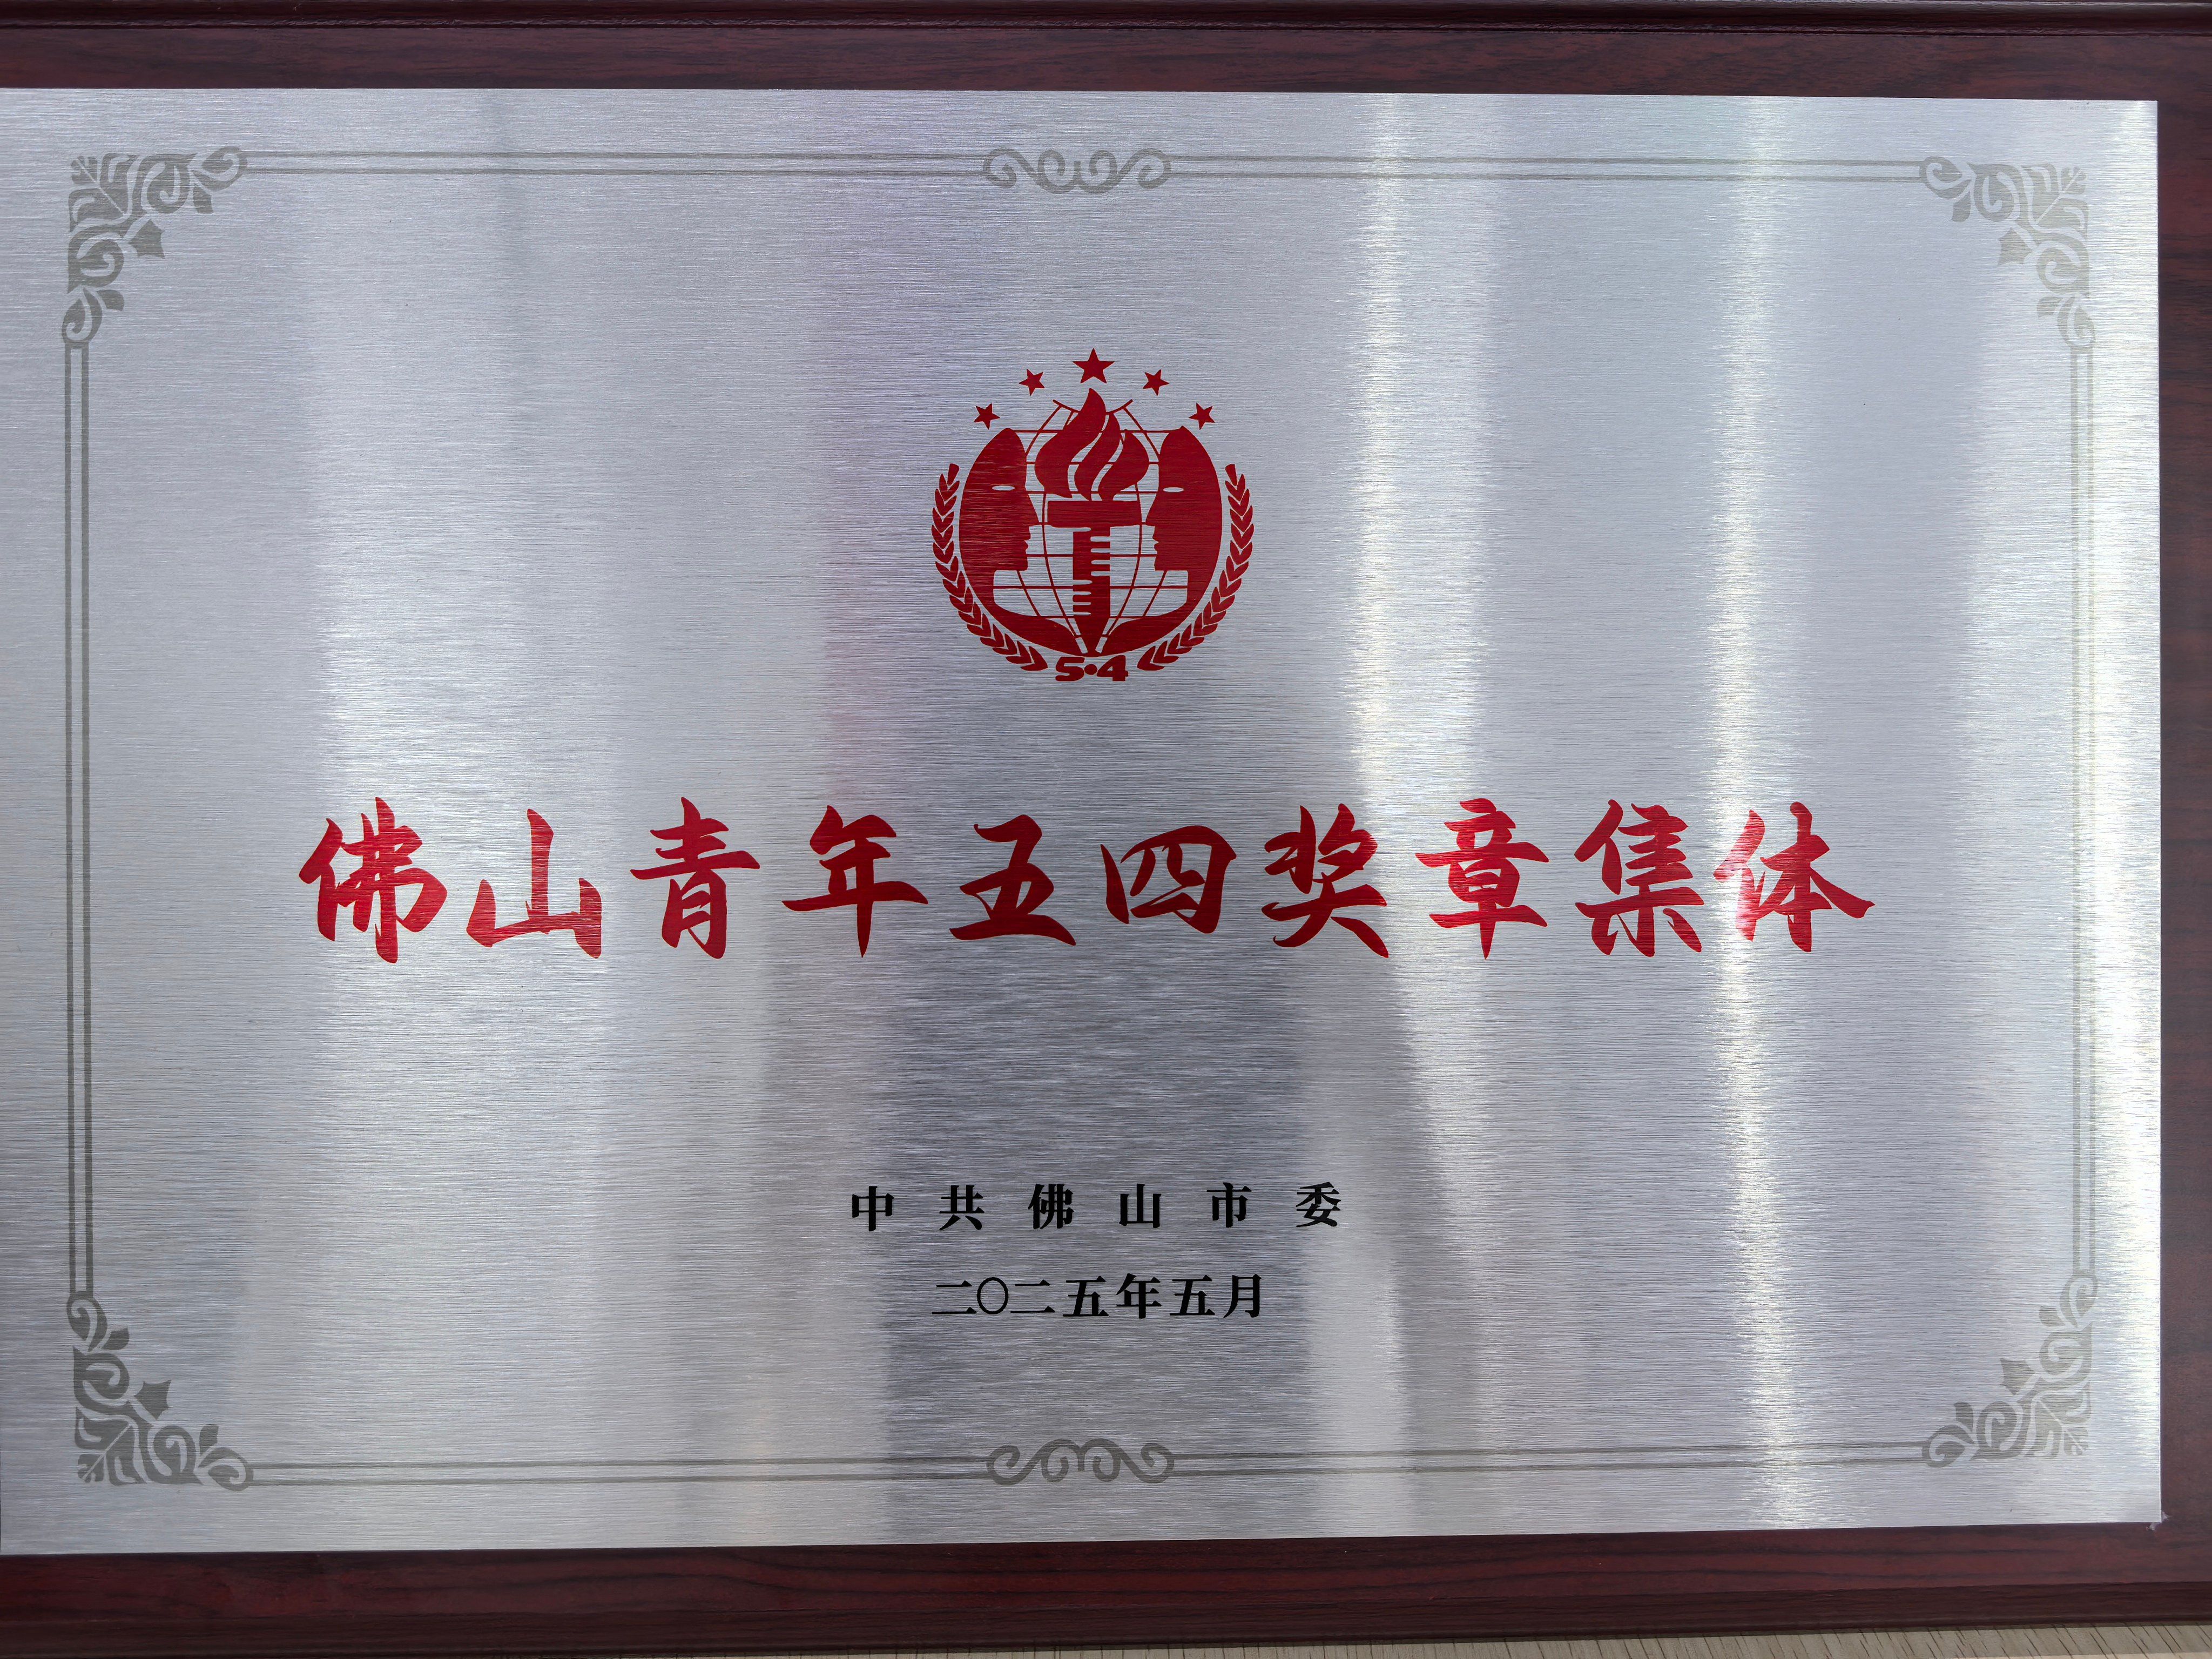 5·4
佛山青年五四奖章集体
中共佛山市委
二〇二五年五月